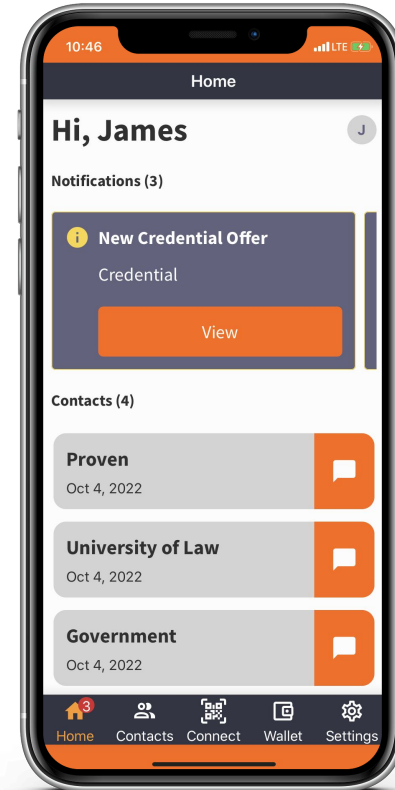 10:46
LTE
Home
Hi, James
J
Notifications (3)
i
New Credential Offer
Credential
View
Contacts (4)
Proven
Oct 4, 2022
University of Law
Oct 4, 2022
Government
Oct 4, 2022
3
Home
Contacts
Connect
Wallet
Settings